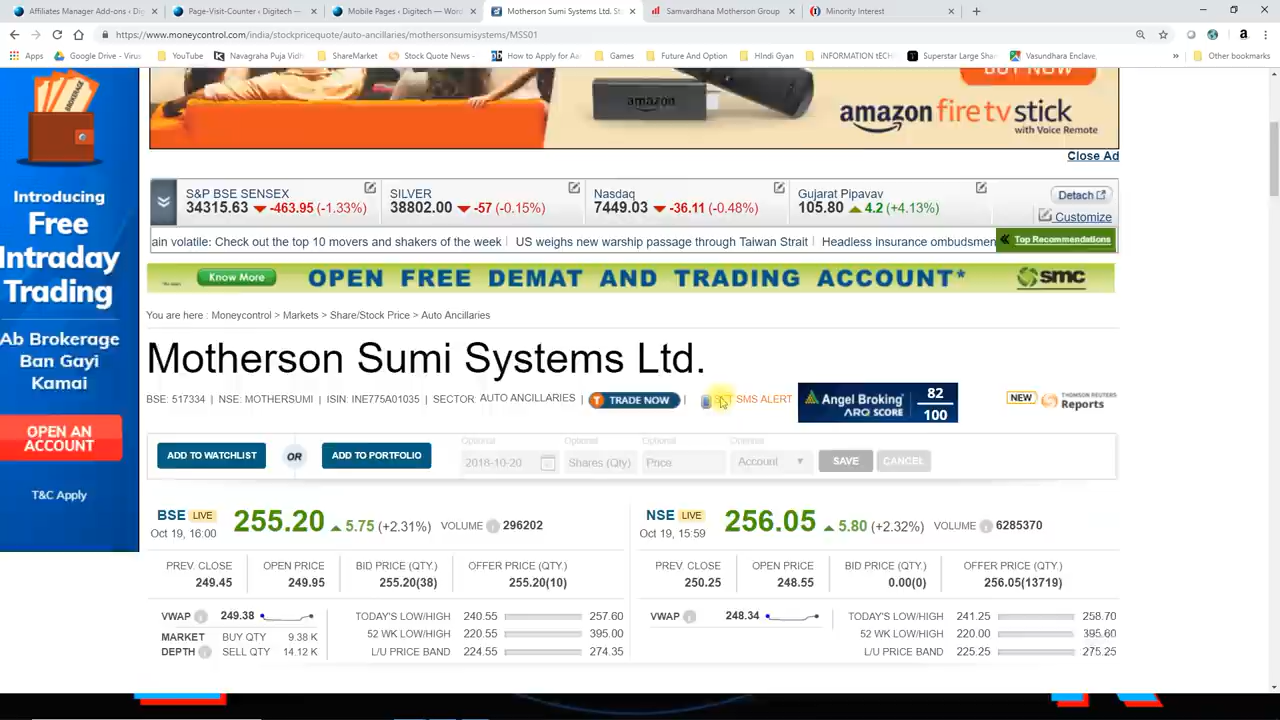 Affiliates Manager Add-ons ‹ Di
Page-Visit-Counter ‹ Digitech —
Mobile Pages ‹ Digitech — Word
Motherson Sumi Systems Ltd. St
Samvardhana Motherson Group
Minority Interest
https://www.moneycontrol.com/india/stockpricequote/auto-ancillaries/mothersonsumisystems/MSS01
Apps
Google Drive - Virus
YouTube
Navagraha Puja Vidh
ShareMarket
Stock Quote News -
How to Apply for Aa
Games
Future And Option
HIndi Gyan
iNFORMATION tECH
Superstar Large Sha
Vasundhara Enclave,
Other bookmarks
BROKERAGE
BUY NOW
amazon
amazon fire tv stick
with Voice Remote
Close Ad
Introducing
Free
Intraday
Trading
Ab Brokerage
Ban Gayi
Kamai
OPEN AN
ACCOUNT
T&C Apply
S&P BSE SENSEX
34315.63 -463.95 (-1.33%)
SILVER
38802.00 -57 (-0.15%)
Nasdaq
7449.03 -36.11 (-0.48%)
Gujarat Pipavav
105.80 4.2 (+4.13%)
Detach
Customize
ain volatile: Check out the top 10 movers and shakers of the week | US weighs new warship passage through Taiwan Strait | Headless insurance ombudsmen
Top Recommendations
Know More
OPEN FREE DEMAT AND TRADING ACCOUNT*
smc
You are here : Moneycontrol > Markets > Share/Stock Price > Auto Ancillaries
Motherson Sumi Systems Ltd.
BSE: 517334 | NSE: MOTHERSUMI | ISIN: INE775A01035 | SECTOR: AUTO ANCILLARIES | TRADE NOW | SMS ALERT
Angel Broking
ARQ SCORE
82
100
NEW
THOMSON REUTERS
Reports
ADD TO WATCHLIST
OR
ADD TO PORTFOLIO
Optional Optional Optional Optional
2018-10-20 Shares (Qty) Price Account
SAVE
CANCEL
BSE LIVE
Oct 19, 16:00
255.20 5.75 (+2.31%)
VOLUME 296202
PREV. CLOSE OPEN PRICE BID PRICE (QTY.) OFFER PRICE (QTY.)
249.45 249.95 255.20(38) 255.20(10)
VWAP 249.38
MARKET DEPTH
BUY QTY 9.38 K
SELL QTY 14.12 K
TODAY'S LOW/HIGH 240.55 257.60
52 WK LOW/HIGH 220.55 395.00
L/U PRICE BAND 224.55 274.35
NSE LIVE
Oct 19, 15:59
256.05 5.80 (+2.32%)
VOLUME 6285370
PREV. CLOSE OPEN PRICE BID PRICE (QTY.) OFFER PRICE (QTY.)
250.25 248.55 0.00(0) 256.05(13719)
VWAP 248.34
TODAY'S LOW/HIGH 241.25 258.70
52 WK LOW/HIGH 220.00 395.60
L/U PRICE BAND 225.25 275.25